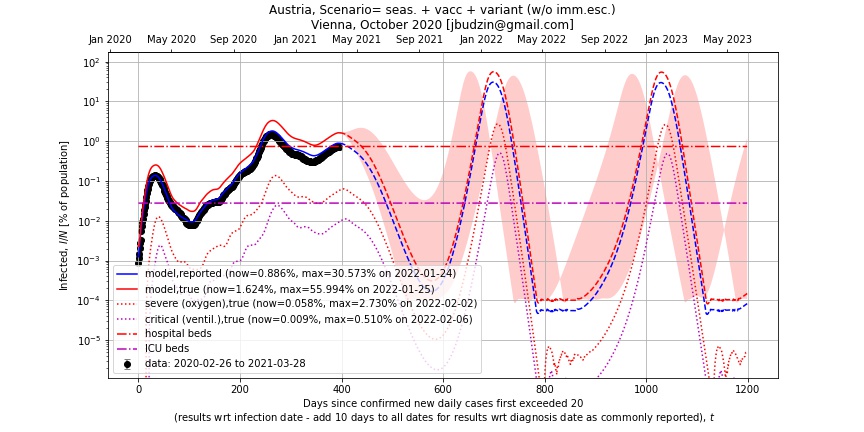 Austria, Scenario= seas. + vacc + variant (w/o imm.esc.)
Vienna, October 2020 [jbudzin@gmail.com]
Jan 2020 May 2020 Sep 2020 Jan 2021 May 2021 Sep 2021 Jan 2022 May 2022 Sep 2022 Jan 2023 May 2023
10²
10¹
10⁰
10⁻¹
10⁻²
10⁻³
10⁻⁴
10⁻⁵
Infected, I/N [% of population]
model,reported (now=0.886%, max=30.573% on 2022-01-24)
model,true (now=1.624%, max=55.994% on 2022-01-25)
severe (oxygen),true (now=0.058%, max=2.730% on 2022-02-02)
critical (ventil.),true (now=0.009%, max=0.510% on 2022-02-06)
hospital beds
ICU beds
data: 2020-02-26 to 2021-03-28
0 200 400 600 800 1000 1200
Days since confirmed new daily cases first exceeded 20
(results wrt infection date - add 10 days to all dates for results wrt diagnosis date as commonly reported), t